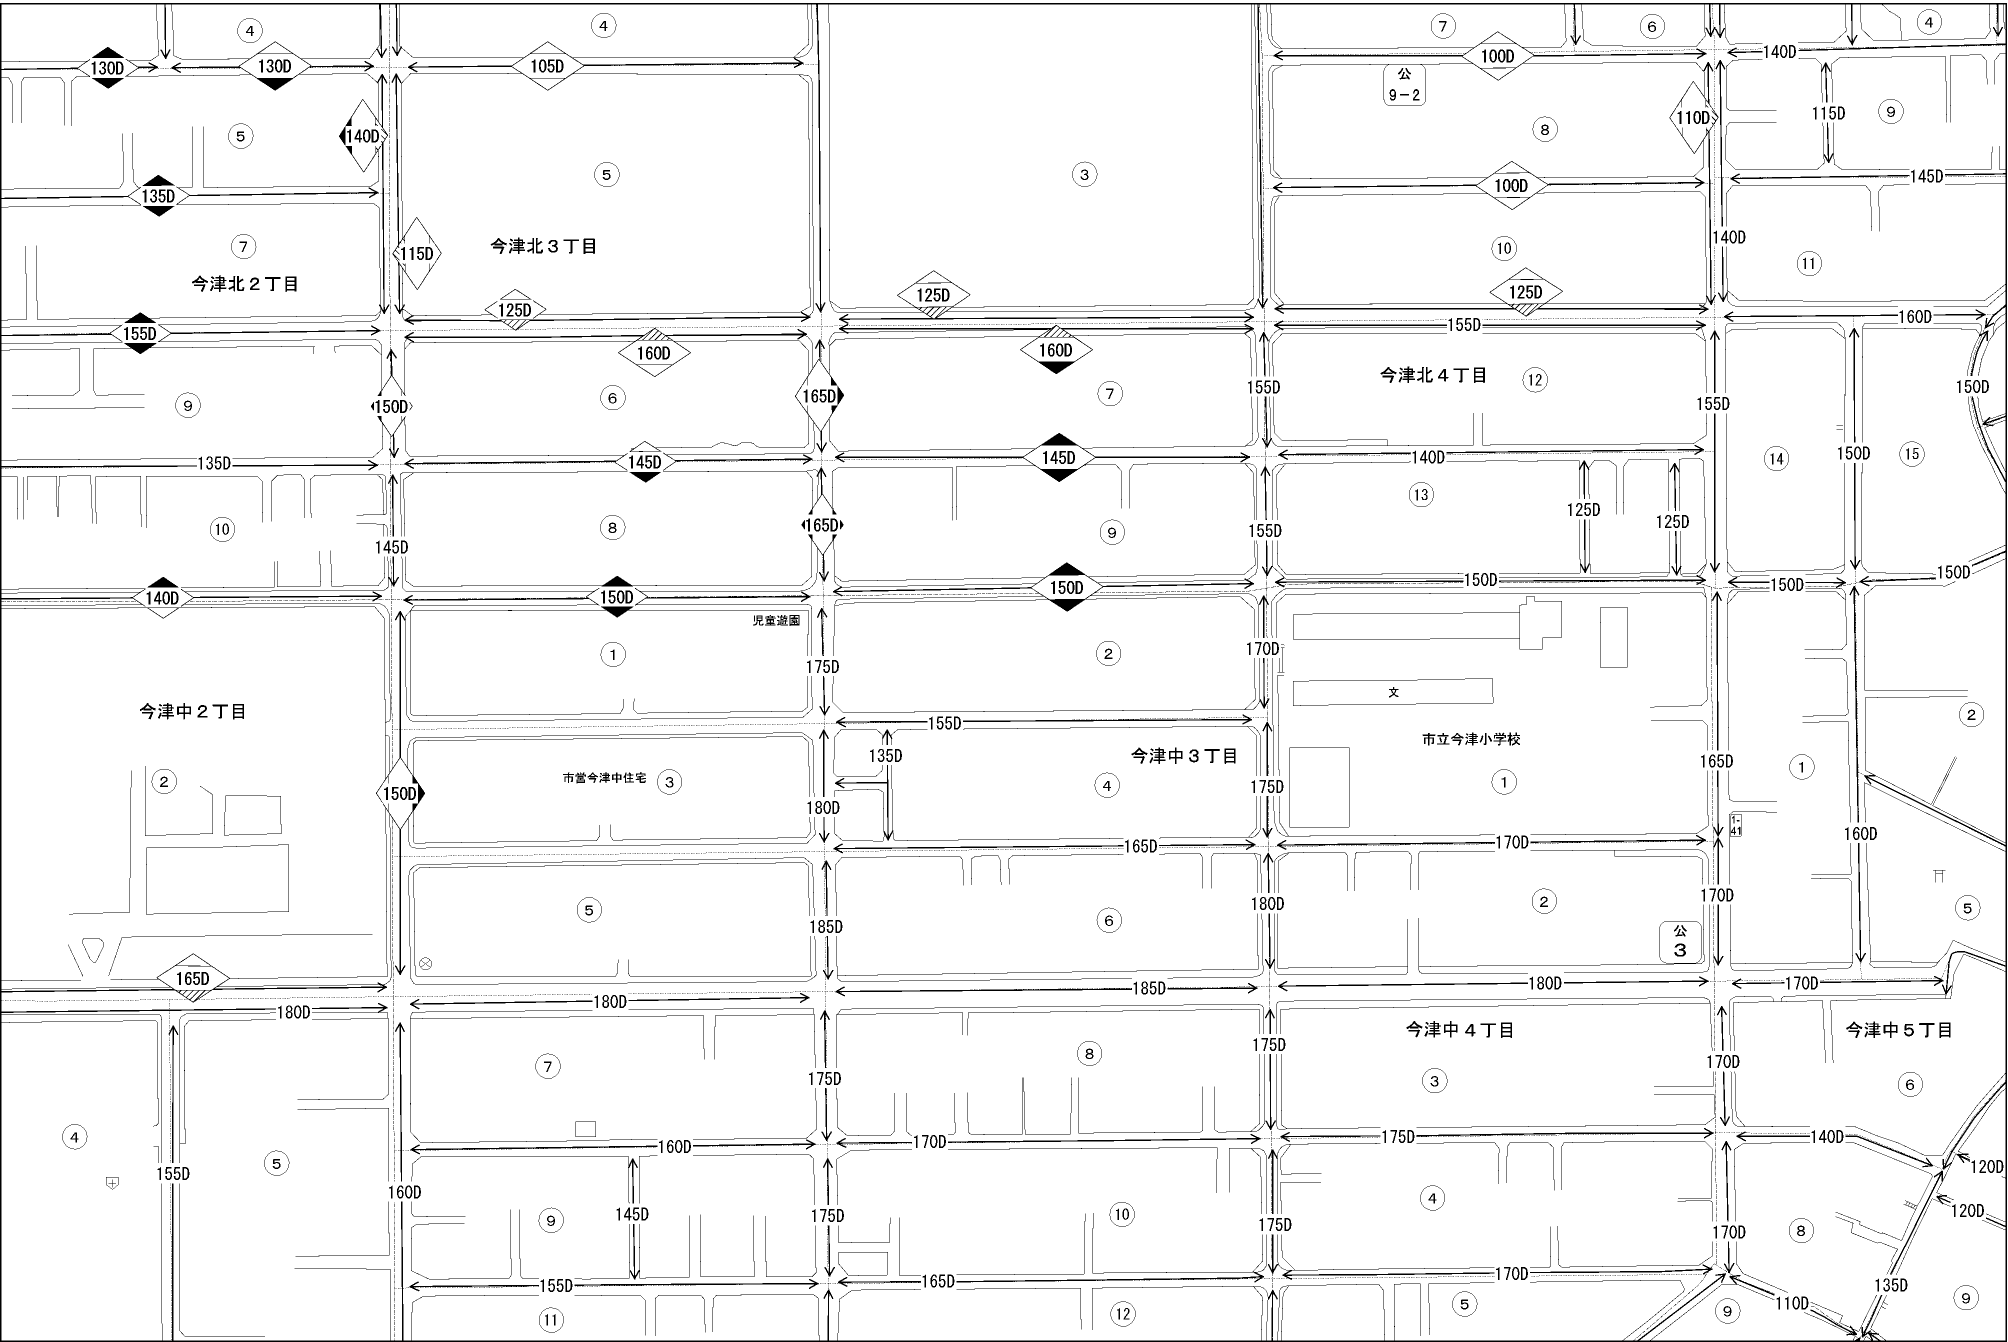 ④ ④ ⑦ ⑥ ④
130D 130D 105D 100D 140D
公
9－2
140D 110D 115D ⑨
⑤ ⑧
135D ⑤ ③ 100D 145D
⑦ 115D 今津北３丁目 ⑩ 140D ⑪
今津北２丁目
125D 125D 125D
155D 155D 160D
160D 160D
今津北４丁目 ⑫
⑨ 150D ⑥ 165D ⑦ 155D 155D 150D
135D 145D 145D 140D ⑭ 150D ⑮
⑬
⑩ 145D ⑧ 165D ⑨ 155D 125D 125D
140D 150D 150D 150D 150D 150D
児童遊園
① 175D ② 170D
文
今津中２丁目 155D ②
135D 今津中３丁目 市立今津小学校
② 150D 市営今津中住宅 ③ 180D ④ 175D ① 165D ①
1-
41
165D 170D 160D
⑤ 185D ⑥ 180D ② 170D ⑤
公
3
165D 180D 185D 180D 170D
180D
今津中４丁目 今津中５丁目
⑦ 175D ⑧ 175D ③ 170D ⑥
④ 160D 170D 175D 140D
155D ⑤ 120D
160D ⑨ 145D 175D ⑩ 175D ④ 170D ⑧ 120D
155D 165D 170D 135D
⑪ ⑫ ⑤ ⑨ 110D ⑨